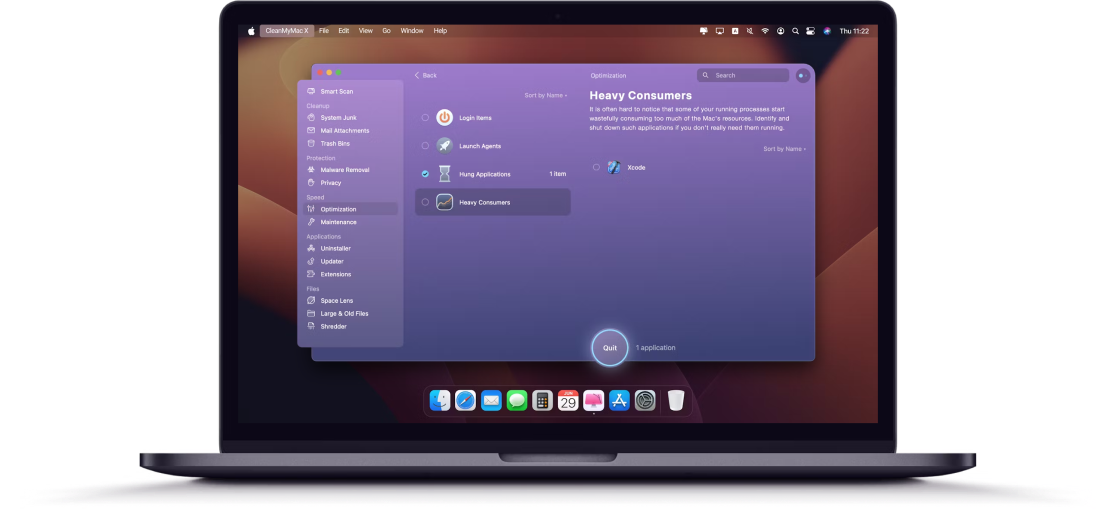 CleanMyMac X File Edit View Go Window Help
Thu 11:22
Back
Optimization
Search
Smart Scan
Cleanup
System Junk
Mail Attachments
Trash Bins
Protection
Malware Removal
Privacy
Speed
Optimization
Maintenance
Applications
Uninstaller
Updater
Extensions
Files
Space Lens
Large & Old Files
Shredder
Sort by Name
Login Items
Launch Agents
Hung Applications 1 item
Heavy Consumers
Heavy Consumers
It is often hard to notice that some of your running processes start
wastefully consuming too much of the Mac's resources. Identify and
shut down such applications if you don't really need them running.
Sort by Name
Xcode
Quit 1 application
JUN
29